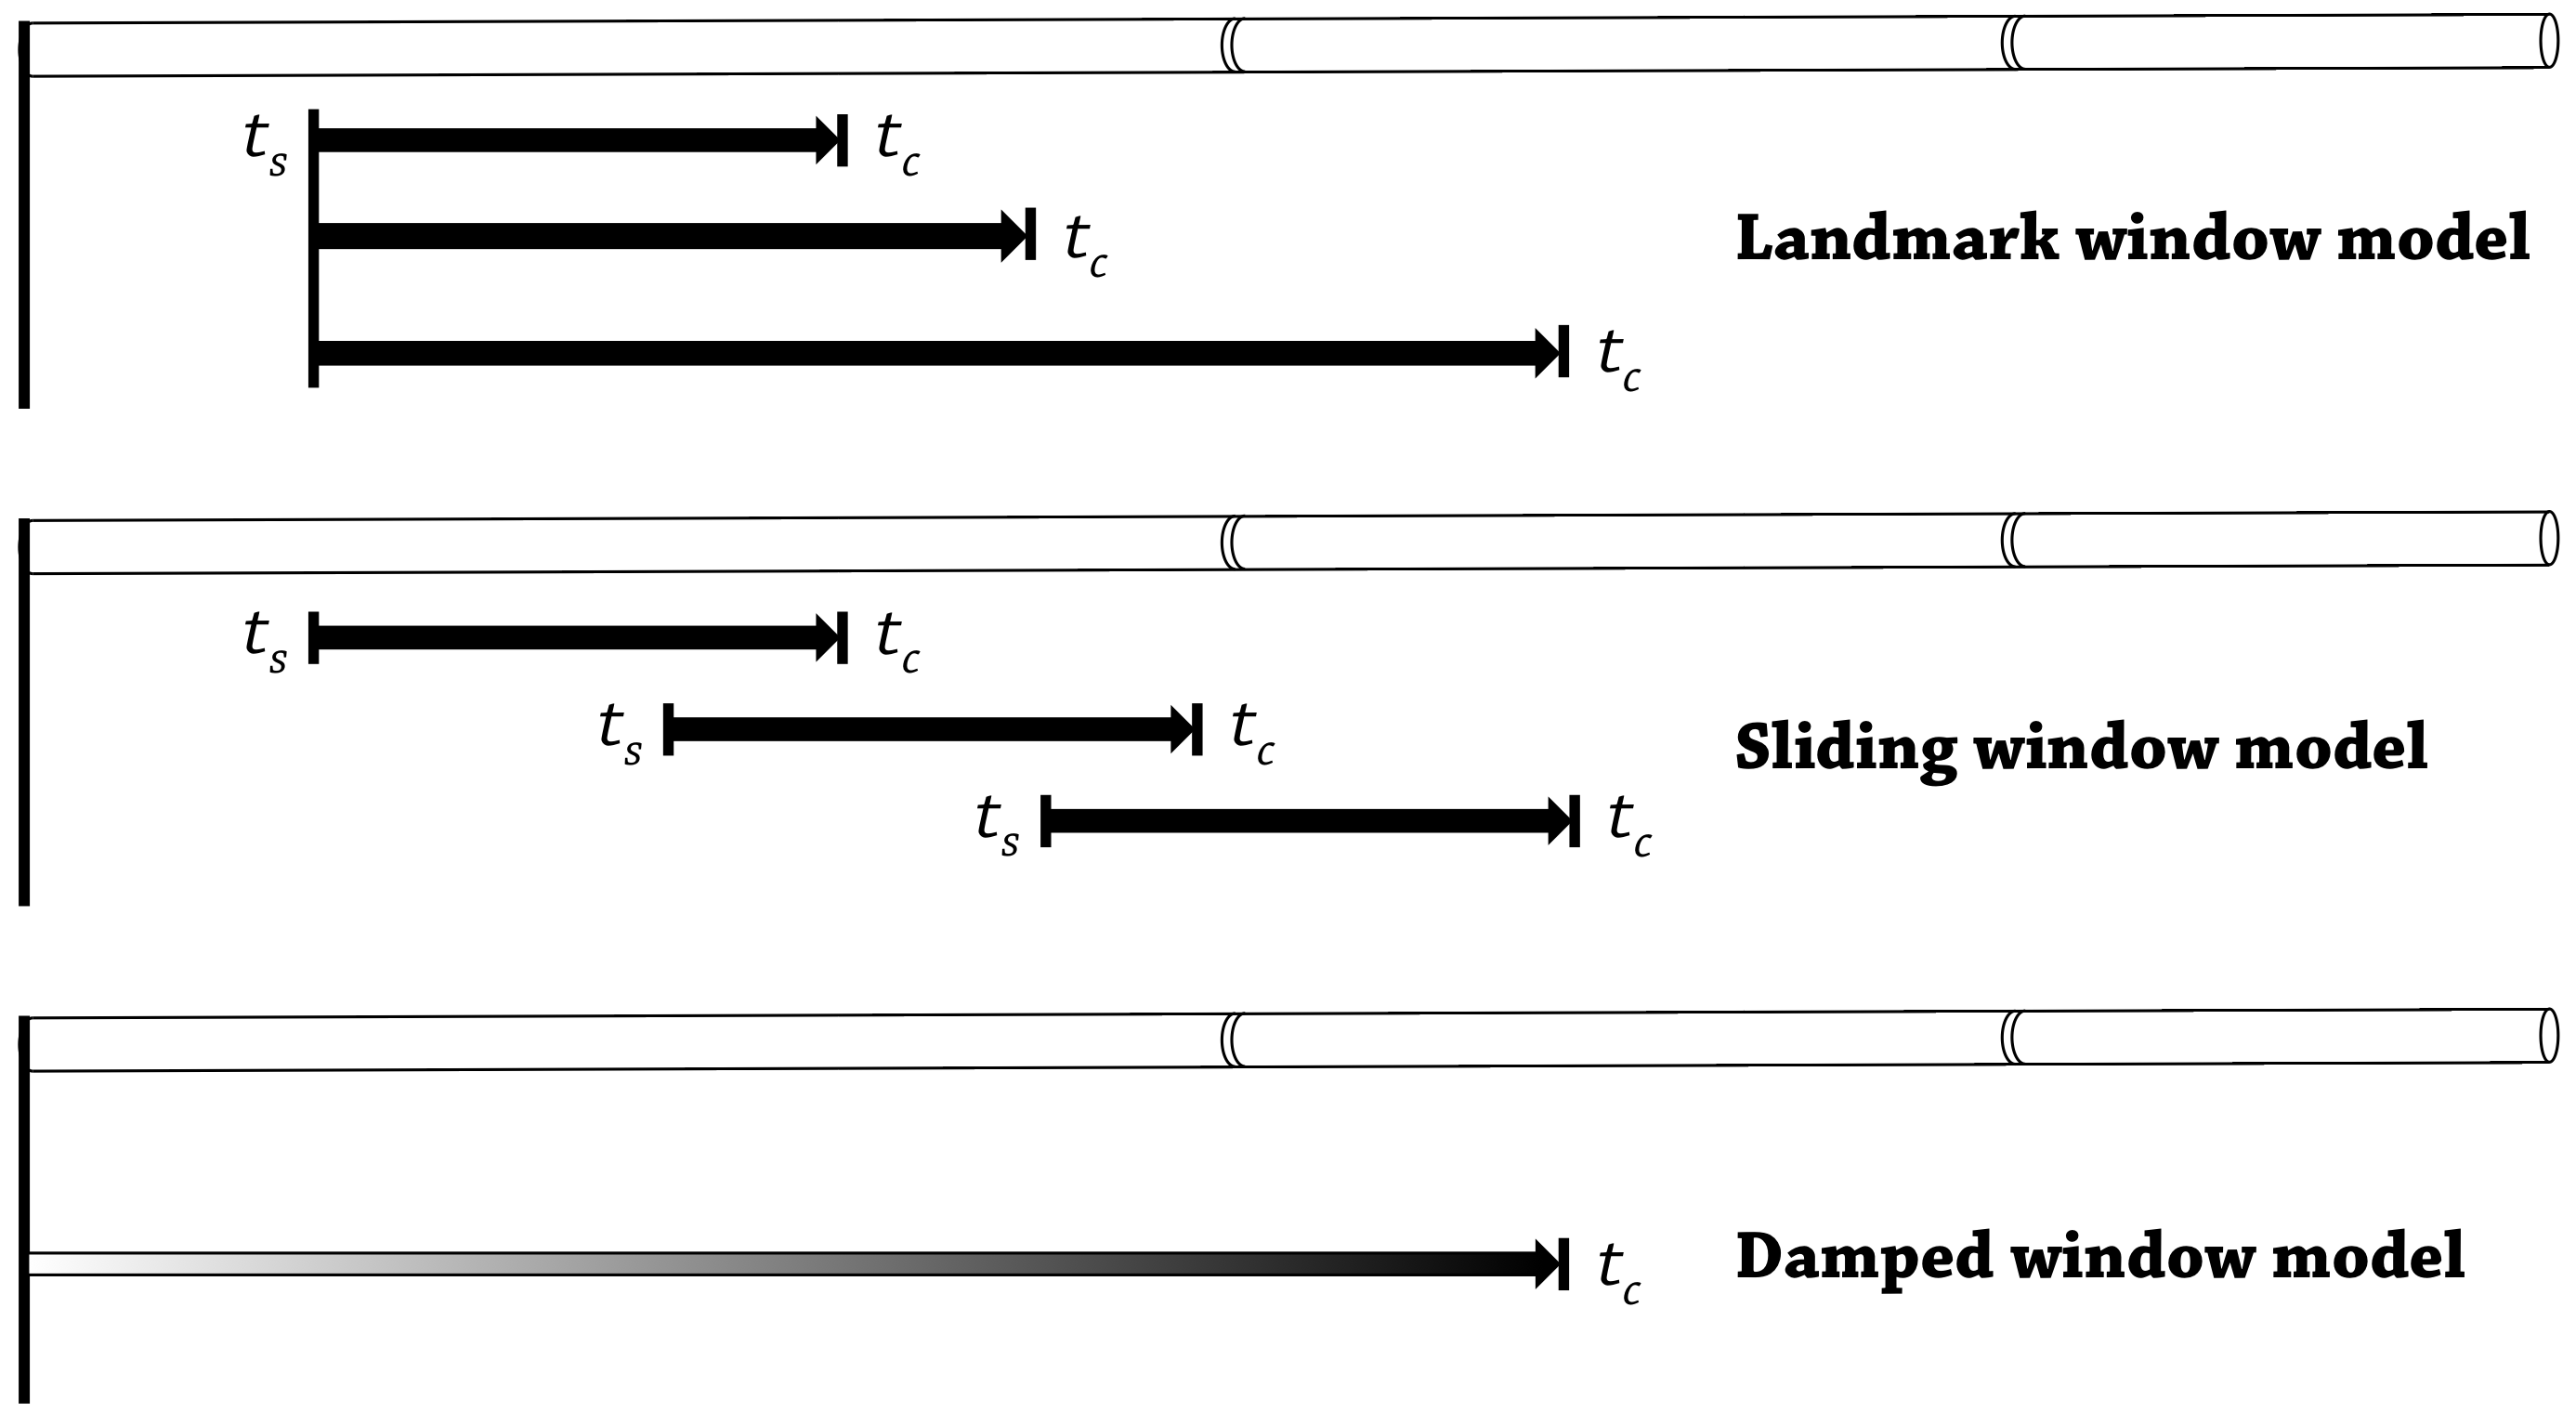 t_s t_c
t_c
Landmark window model
t_c
t_s t_c
t_s t_c
Sliding window model
t_s t_c
Damped window model
t_c